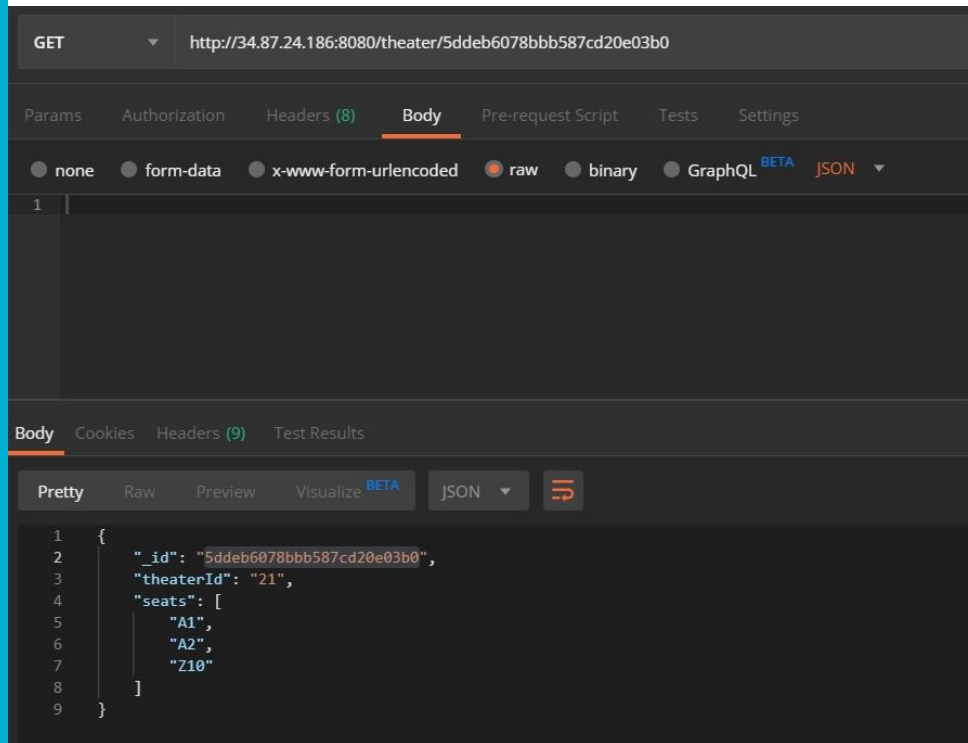 GET http://34.87.24.186:8080/theater/5ddeb6078bbb587cd20e03b0
Params Authorization Headers (8) Body Pre-request Script Tests Settings
none form-data x-www-form-urlencoded raw binary GraphQL BETA JSON
1
Body Cookies Headers (9) Test Results
Pretty Raw Preview Visualize BETA JSON
1 {
2 "_id": "5ddeb6078bbb587cd20e03b0",
3 "theaterId": "21",
4 "seats": [
5 "A1",
6 "A2",
7 "Z10"
8 ]
9 }